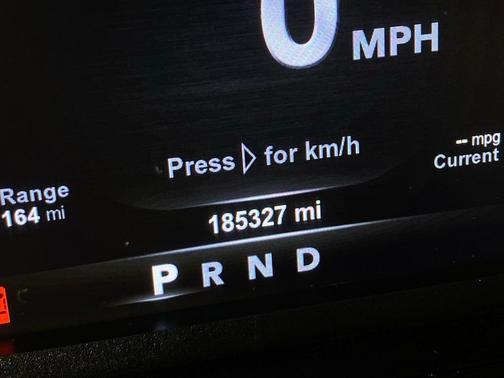 0 MPH
Press ▷ for km/h
-- mpg
Current
Range
164 mi
185327 mi
P R N D